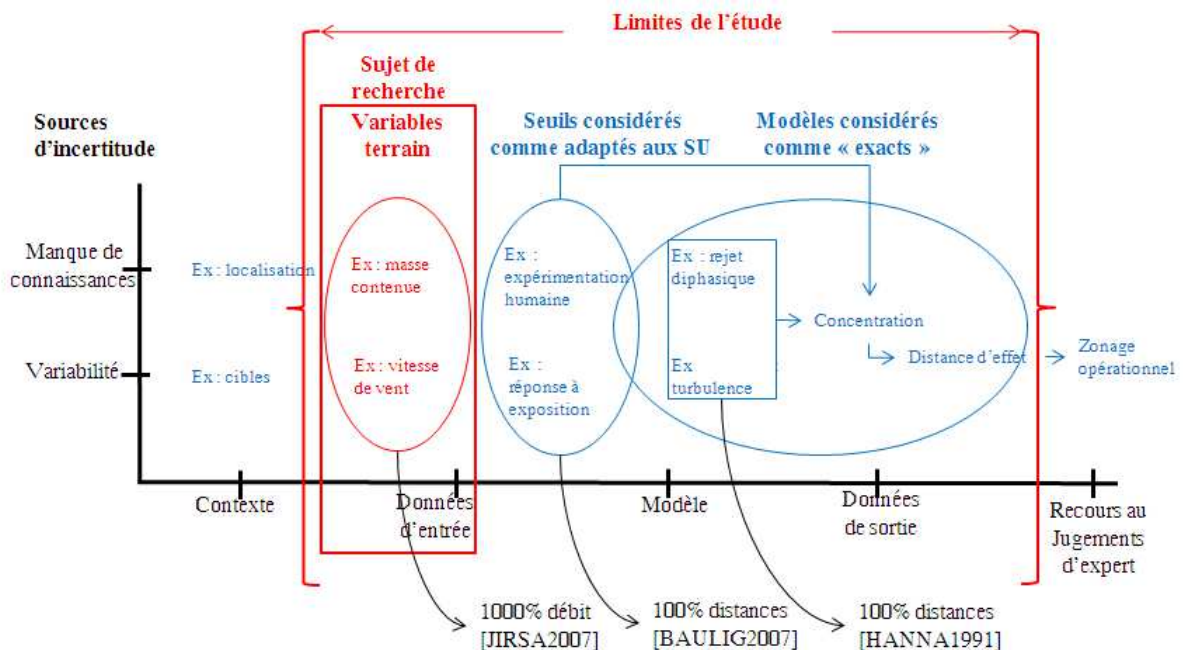 Limites de l'étude
Sujet de
recherche
Variables
terrain
Seuils considérés
comme adaptés aux SU
Modèles considérés
comme « exacts »
Sources
d'incertitude
Manque de
connaissances
Ex : localisation
Ex : masse
contenue
Ex :
expérimentation
humaine
Ex : rejet
diphasique
Concentration
Variabilité
Ex : cibles
Ex : vitesse
de vent
Ex :
réponse à
exposition
Ex :
turbulence
Distance d'effet
Zonage
opérationnel
Contexte
Données
d'entrée
Modèle
Données
de sortie
Recours au
Jugements
d'expert
1000% débit
[JIRSA2007]
100% distances
[BAULIG2007]
100% distances
[HANNA1991]